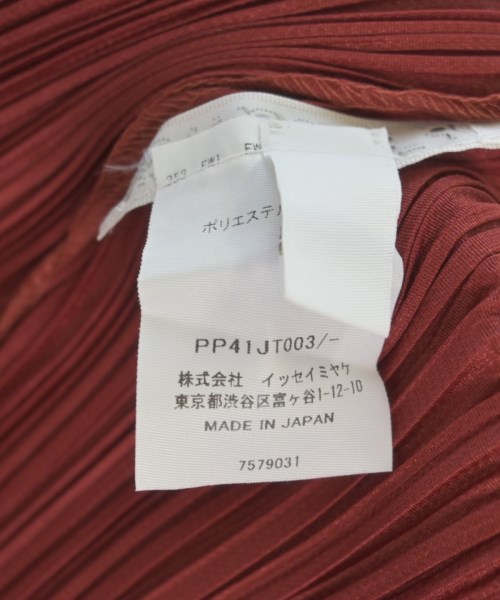 ポリエステル
PP41JT003/-
株式会社 イッセイミヤケ
東京都渋谷区富ヶ谷1-12-10
MADE IN JAPAN
7579031